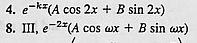 4. e^{-kx}(A cos 2x + B sin 2x)
8. III, e^{-2x}(A cos ωx + B sin ωx)